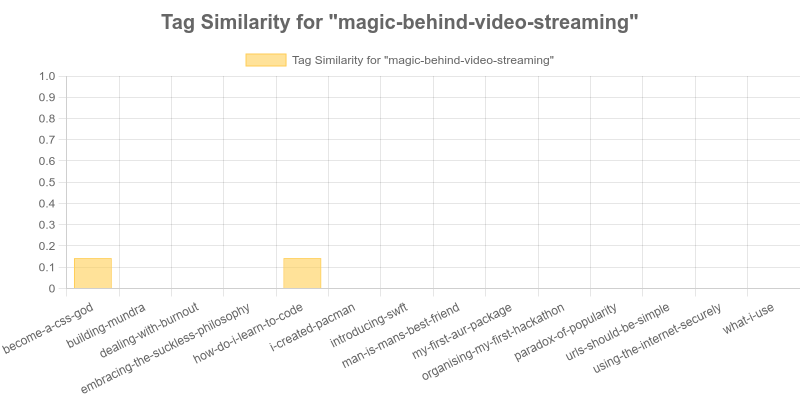 Tag Similarity for "magic-behind-video-streaming"
Tag Similarity for "magic-behind-video-streaming"
1.0
0.9
0.8
0.7
0.6
0.5
0.4
0.3
0.2
0.1
0
become-a-css-god
building-mundra
dealing-with-burnout
embracing-the-suckless-philosophy
how-do-i-learn-to-code
i-created-pacman
introducing-swft
man-is-mans-best-friend
my-first-aur-package
organising-my-first-hackathon
paradox-of-popularity
urls-should-be-simple
using-the-internet-securely
what-i-use